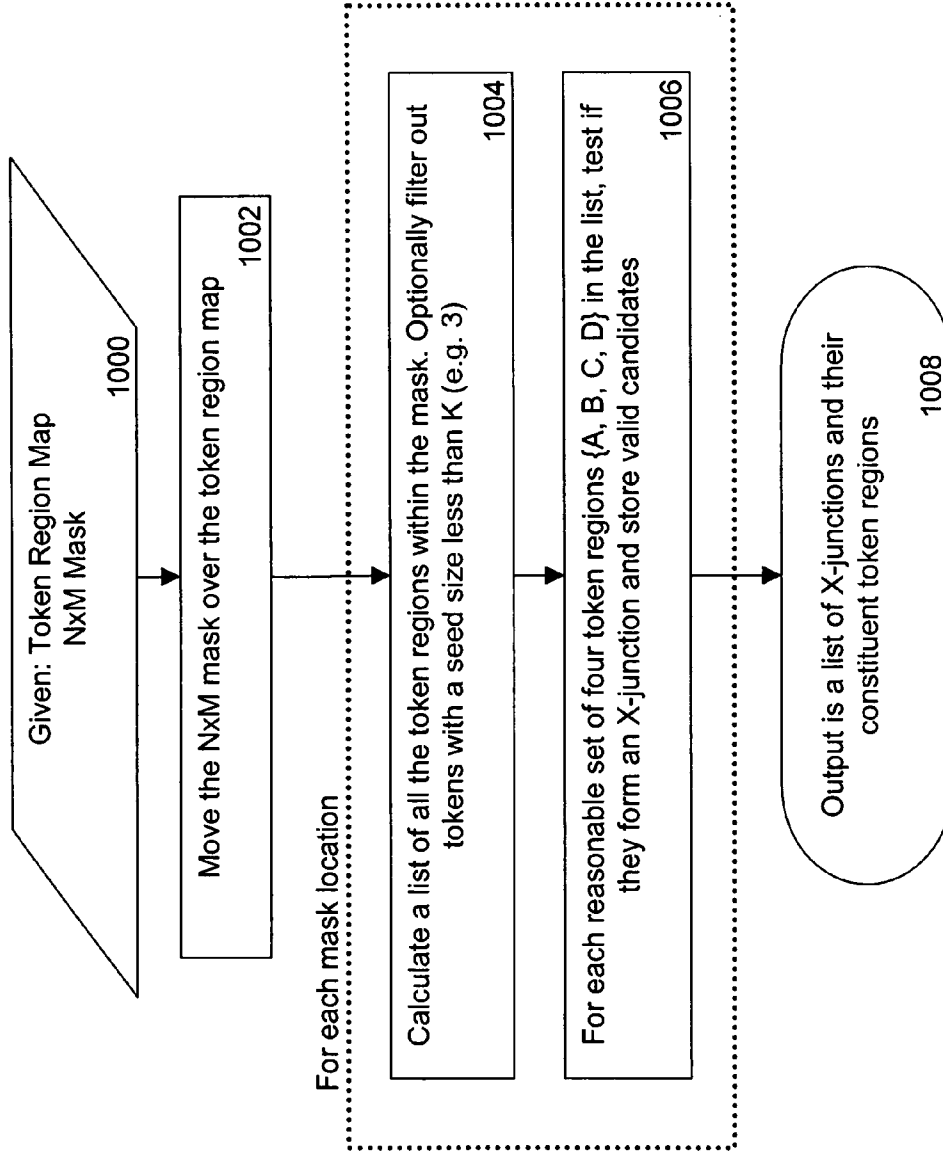 Given: Token Region Map
NxM Mask
1000
Move the NxM mask over the token region map
1002
For each mask location
Calculate a list of all the token regions within the mask. Optionally filter out
tokens with a seed size less than K (e.g. 3)
1004
For each reasonable set of four token regions {A, B, C, D} in the list, test if
they form an X-junction and store valid candidates
1006
Output is a list of X-junctions and their
constituent token regions
1008